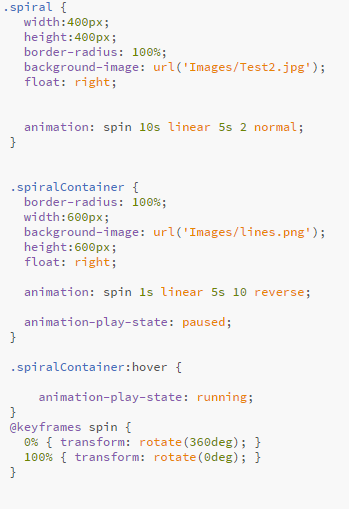 .spiral {
width:400px;
height:400px;
border-radius: 100%;
background-image: url('Images/Test2.jpg');
float: right;
animation: spin 10s linear 5s 2 normal;
}
.spiralContainer {
border-radius: 100%;
width:600px;
background-image: url('Images/lines.png');
height:600px;
float: right;
animation: spin 1s linear 5s 10 reverse;
animation-play-state: paused;
}
.spiralContainer:hover {
animation-play-state: running;
}
@keyframes spin {
0% { transform: rotate(360deg); }
100% { transform: rotate(0deg); }
}